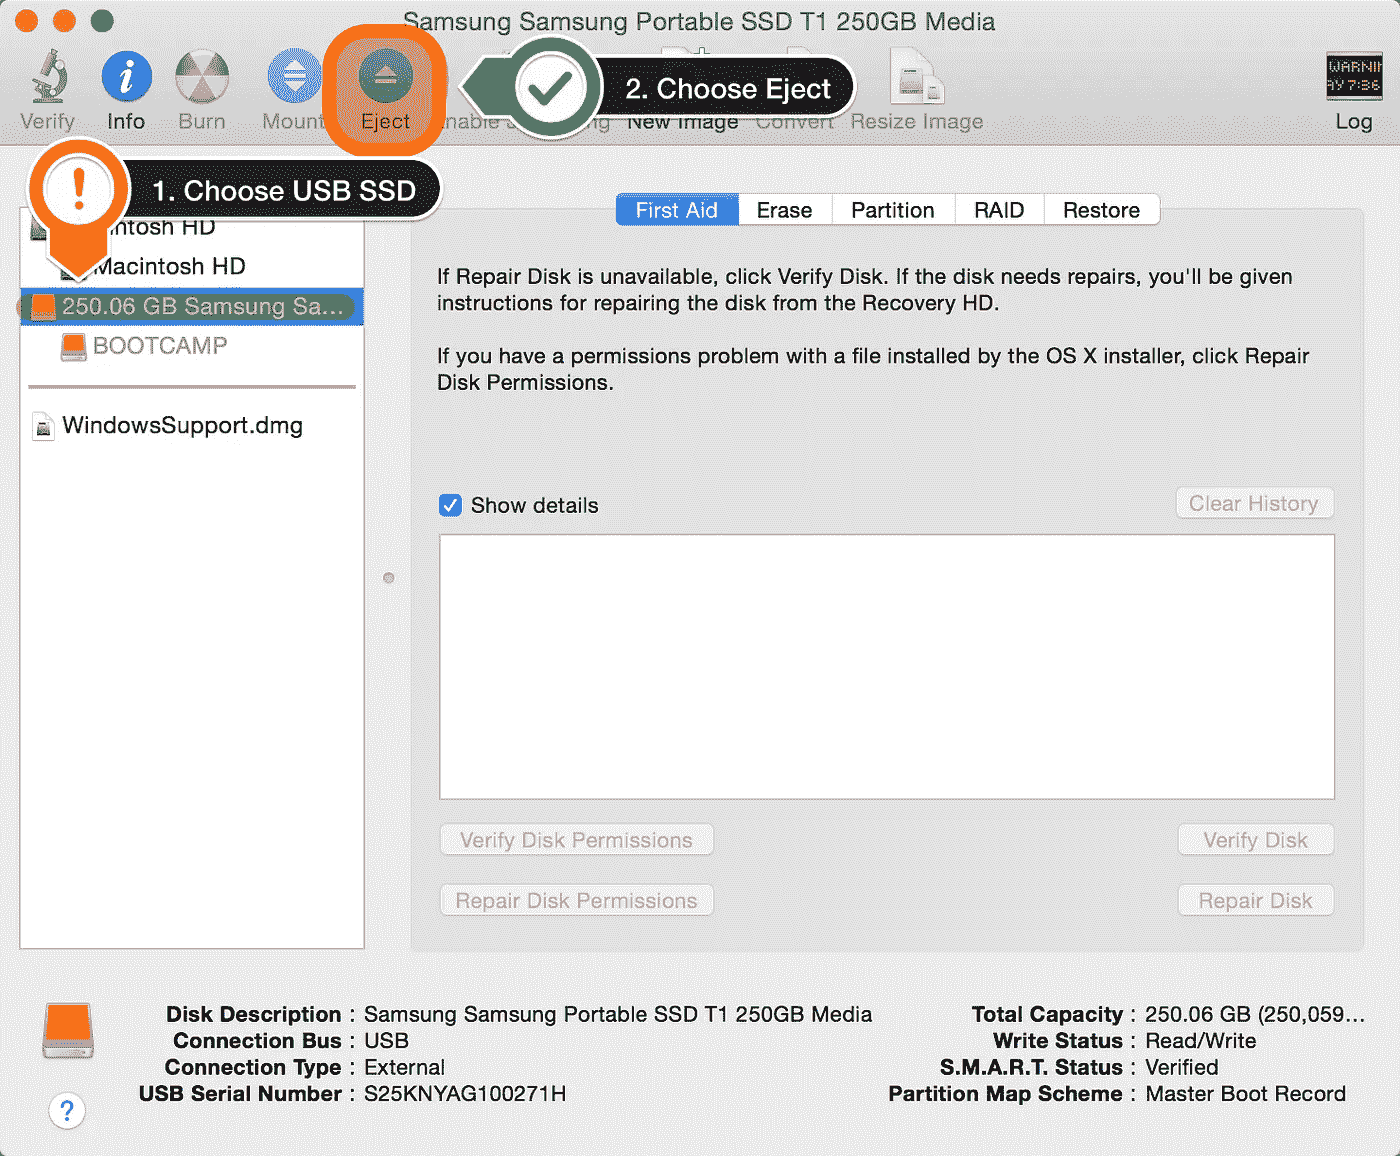 Samsung Samsung Portable SSD T1 250GB Media
Verify
Info
Burn
Mount
Eject
2. Choose Eject
New Image
Convert
Resize Image
WARNIN
AY 7:36
Log
1. Choose USB SSD
ntosh HD
Macintosh HD
250.06 GB Samsung Sa...
BOOTCAMP
WindowsSupport.dmg
First Aid
Erase
Partition
RAID
Restore
If Repair Disk is unavailable, click Verify Disk. If the disk needs repairs, you'll be given
instructions for repairing the disk from the Recovery HD.
If you have a permissions problem with a file installed by the OS X installer, click Repair
Disk Permissions.
Show details
Clear History
Verify Disk Permissions
Verify Disk
Repair Disk Permissions
Repair Disk
Disk Description : Samsung Samsung Portable SSD T1 250GB Media
Connection Bus : USB
Connection Type : External
USB Serial Number : S25KNYAG100271H
Total Capacity : 250.06 GB (250,059...
Write Status : Read/Write
S.M.A.R.T. Status : Verified
Partition Map Scheme : Master Boot Record
?